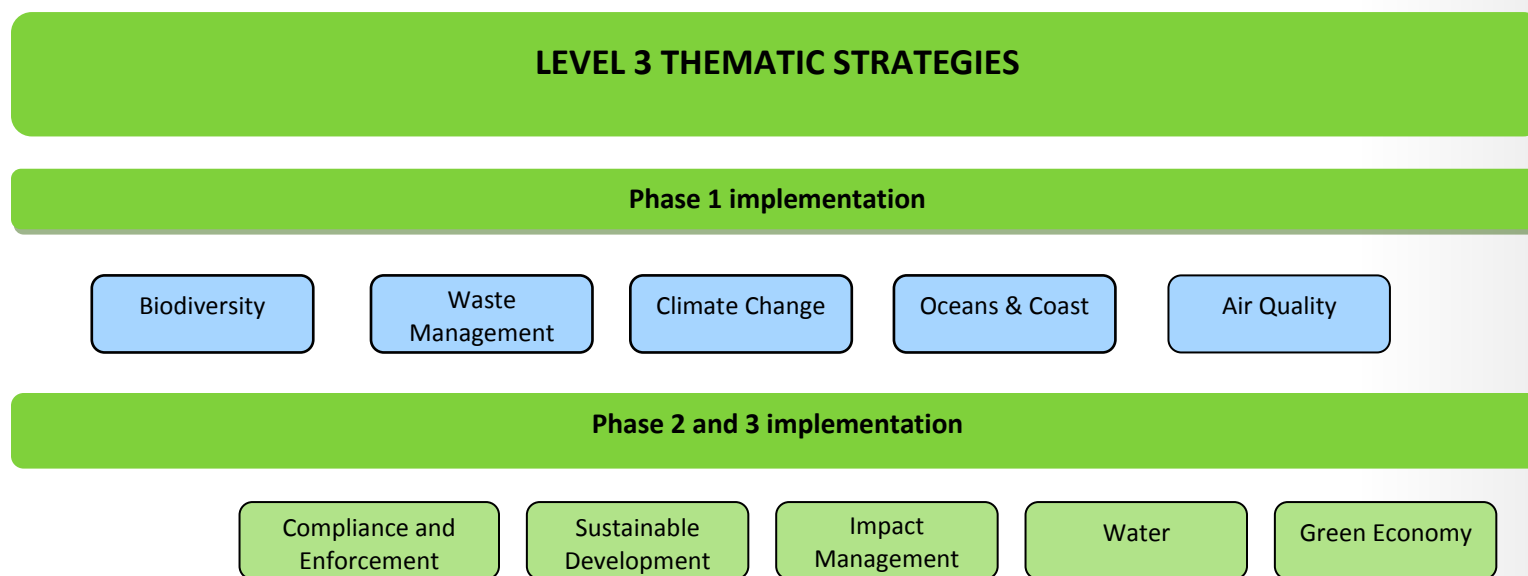 LEVEL 3 THEMATIC STRATEGIES
Phase 1 implementation
Biodiversity
Waste
Management
Climate Change
Oceans & Coast
Air Quality
Phase 2 and 3 implementation
Compliance and
Enforcement
Sustainable
Development
Impact
Management
Water
Green Economy